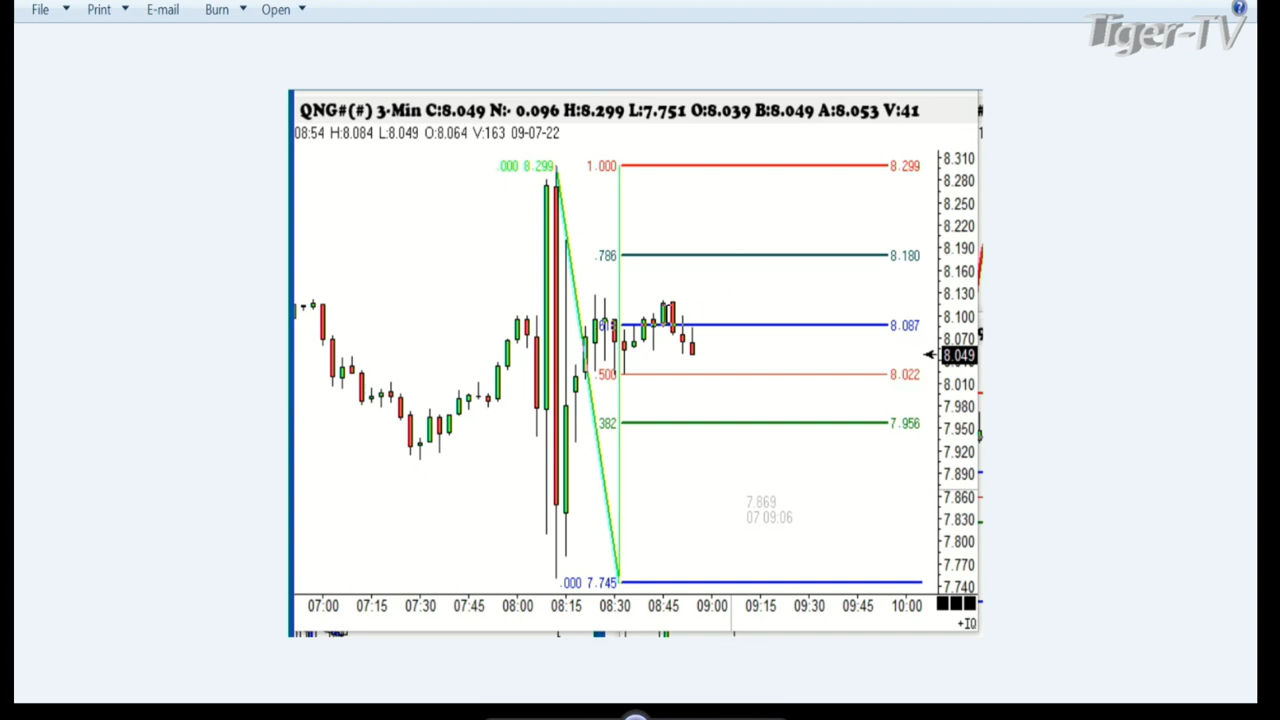 File Print E-mail Burn Open
Tiger-TV
QNG#(#) 3-Min C:8.049 N:- 0.096 H:8.299 L:7.751 O:8.039 B:8.049 A:8.053 V:41
08:54 H:8.084 L:8.049 O:8.064 V:163 09-07-22
8.310
.000 8.299 1.000 8.299
8.280
8.250
8.220
.786 8.180 8.190
8.160
8.130
8.100
8.087
8.070
8.049
.500 8.022
8.010
7.980
.382 7.956 7.950
7.920
7.890
7.860
7.869
07 09:06
7.830
7.800
7.770
.000 7.745 7.740
07:00 07:15 07:30 07:45 08:00 08:15 08:30 08:45 09:00 09:15 09:30 09:45 10:00
+IQ